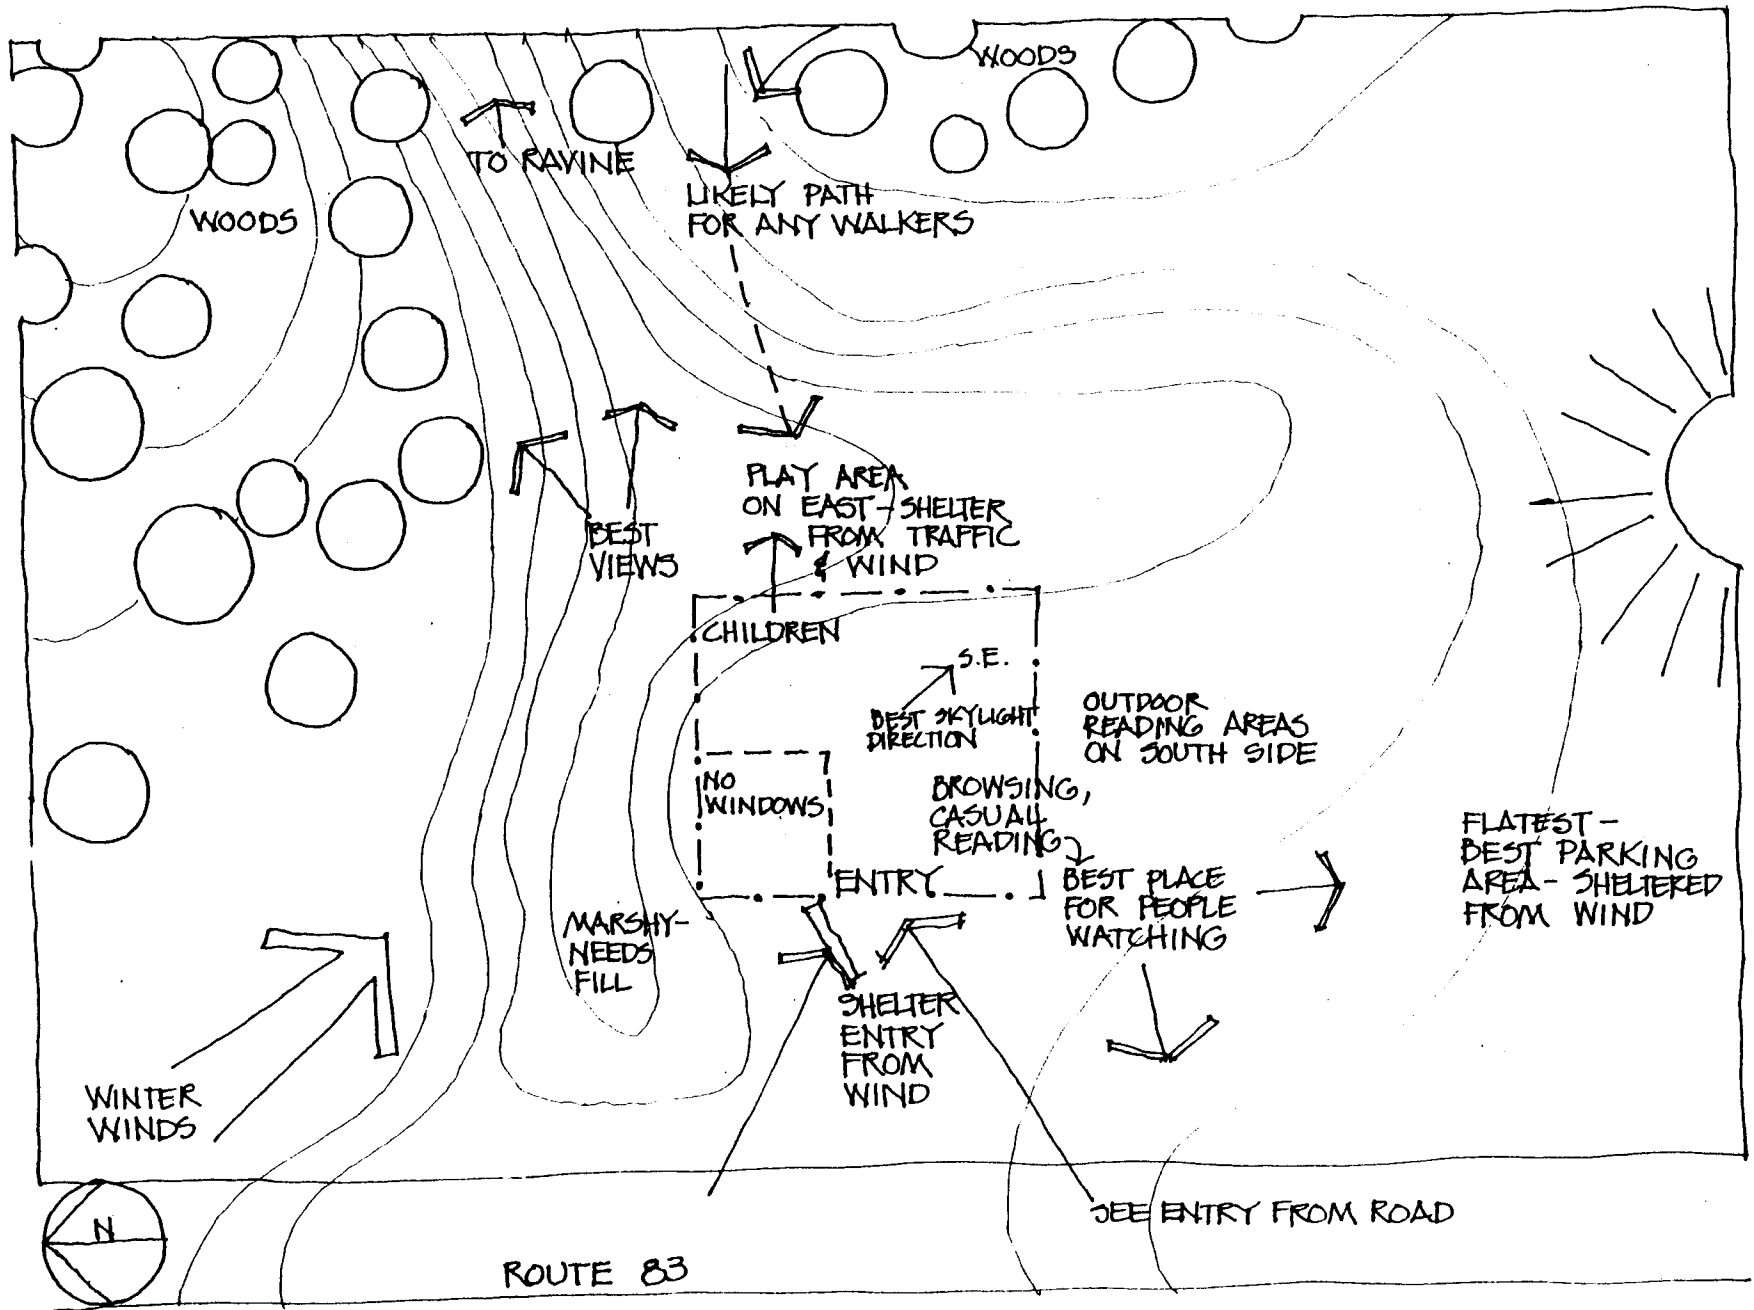 WOODS
TO RAVINE
WOODS
LIKELY PATH
FOR ANY WALKERS
PLAY AREA
ON EAST-SHELTER
FROM TRAFFIC
& WIND
BEST
VIEWS
CHILDREN
S.E.
BEST SKYLIGHT
DIRECTION
OUTDOOR
READING AREAS
ON SOUTH SIDE
NO
WINDOWS
BROWSING,
CASUAL
READING
ENTRY
BEST PLACE
FOR PEOPLE
WATCHING
FLATEST-
BEST PARKING
AREA- SHELTERED
FROM WIND
MARSHY-
NEEDS
FILL
SHELTER
ENTRY
FROM
WIND
WINTER
WINDS
SEE ENTRY FROM ROAD
N
ROUTE 83